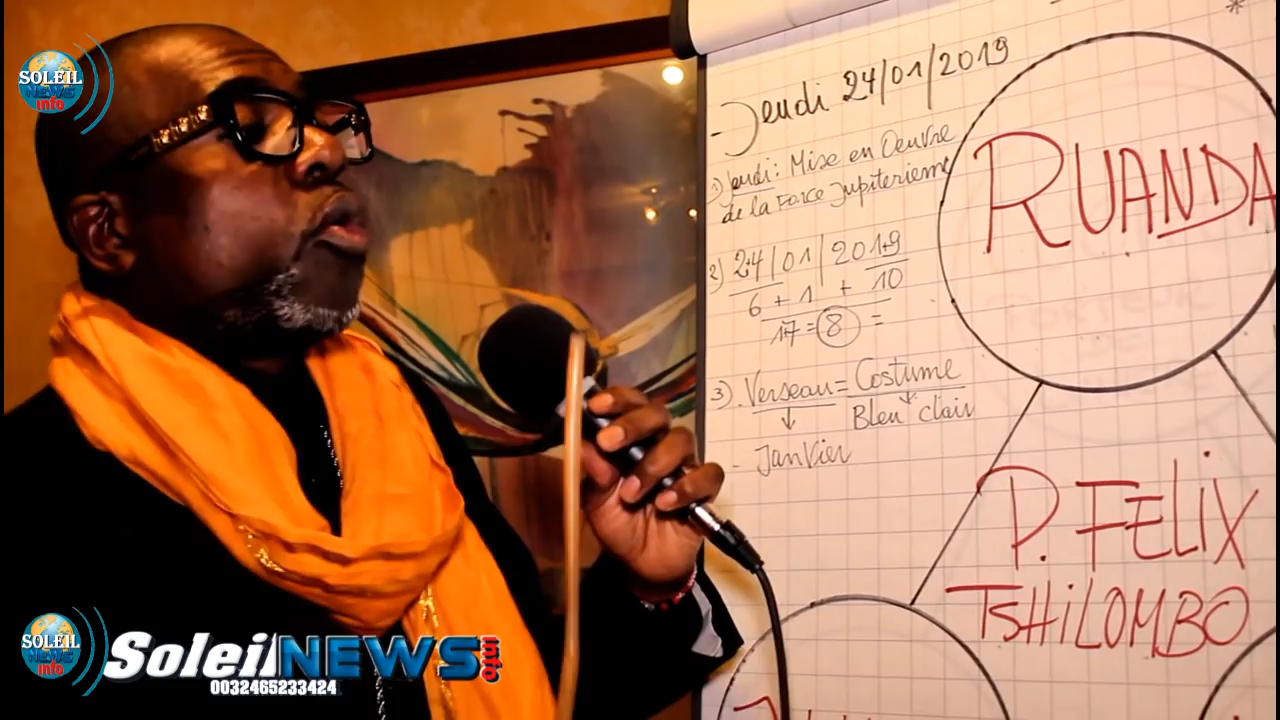 SOLEIL
NEWS
info
- Jeudi 24/01/2019
1) Jeudi: Mise en Oeuvre
de la Force Jupiterienne
2) 24/01/2019
6 + 1 + 10
17 = 8 =
3). Verseau = Costume
Bleu clair
- Janvier
RUANDA
P. FELIX
TSHiLOMBO
SOLEIL
NEWS
info
Soleil NEWS info
0032465233424